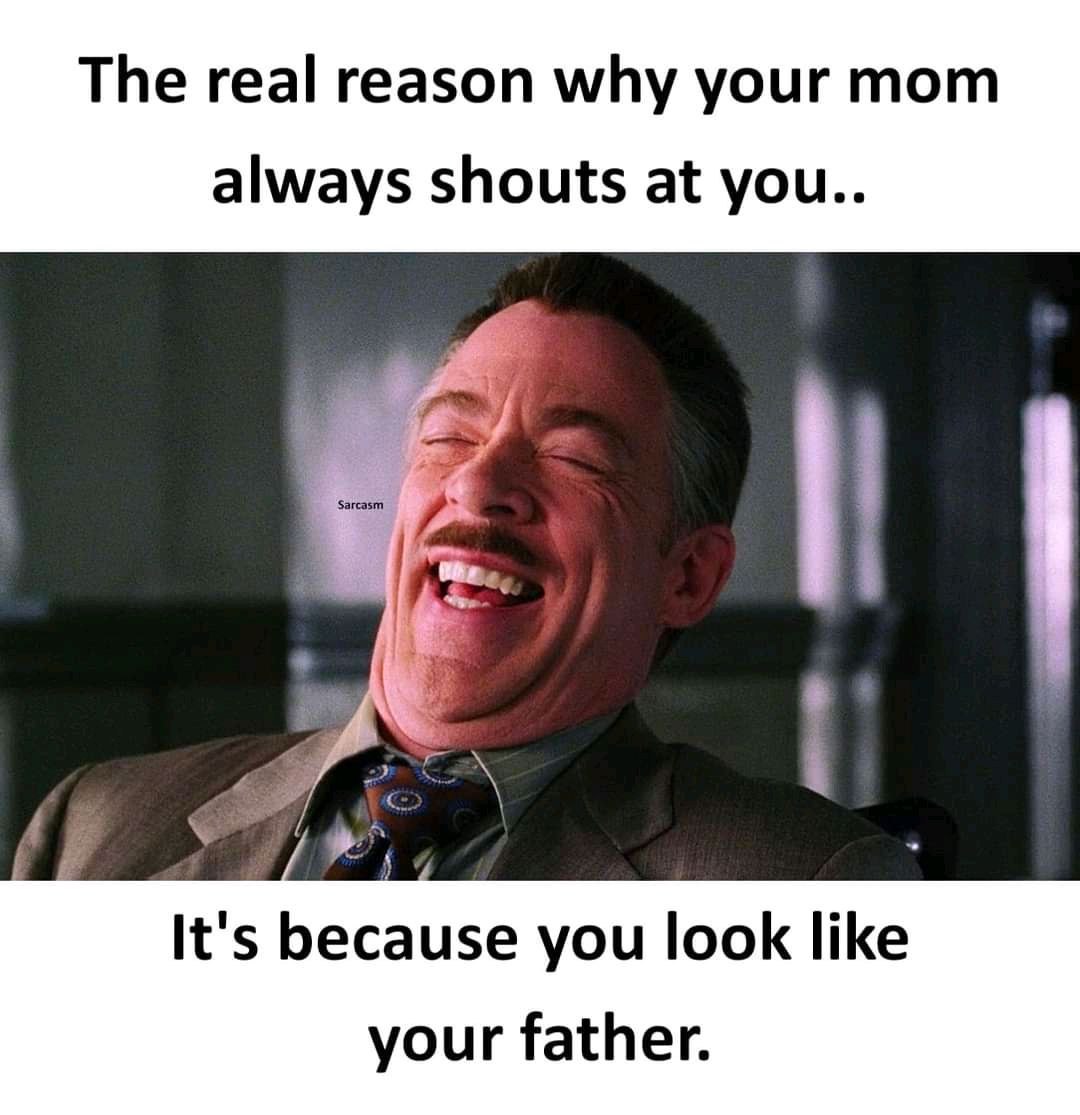 The real reason why your mom
always shouts at you..
Sarcasm
It's because you look like
your father.